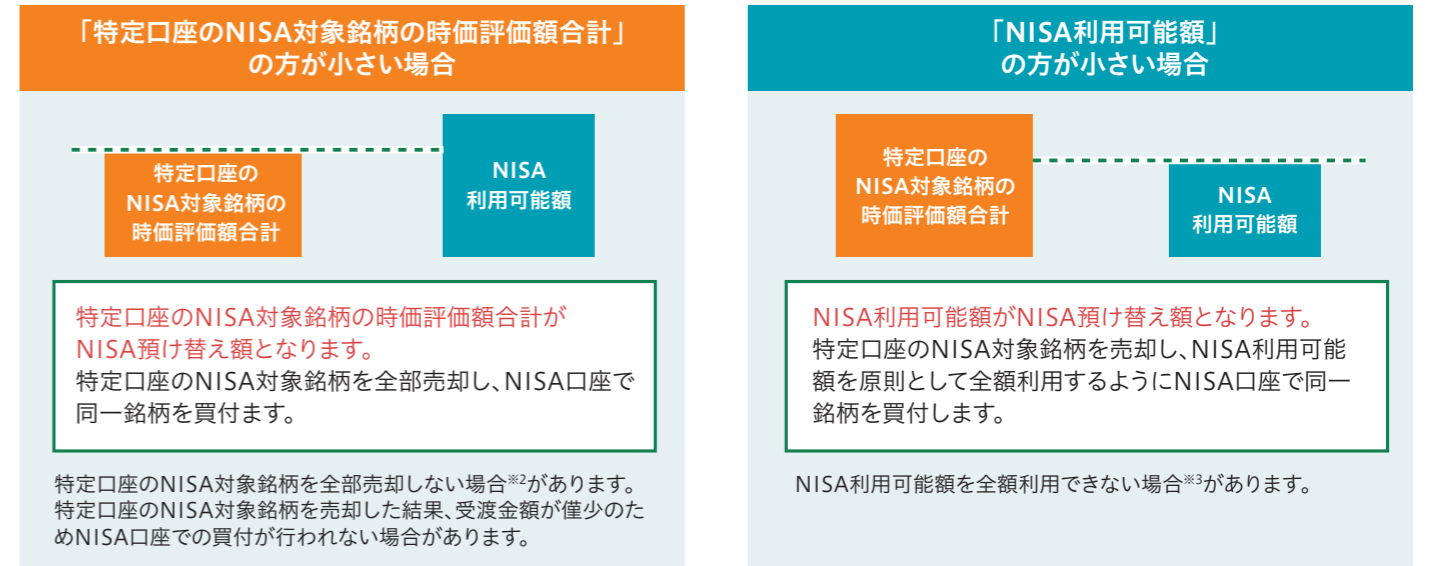 「特定口座のNISA対象銘柄の時価評価額合計」
の方が小さい場合
特定口座の
NISA対象銘柄の
時価評価額合計
NISA
利用可能額
特定口座のNISA対象銘柄の時価評価額合計が
NISA預け替え額となります。
特定口座のNISA対象銘柄を全部売却し、NISA口座で
同一銘柄を買付ます。
特定口座のNISA対象銘柄を全部売却しない場合※2があります。
特定口座のNISA対象銘柄を売却した結果、受渡金額が僅少のた
めNISA口座での買付が行われない場合があります。
「NISA利用可能額」
の方が小さい場合
特定口座の
NISA対象銘柄の
時価評価額合計
NISA
利用可能額
NISA利用可能額がNISA預け替え額となります。
特定口座のNISA対象銘柄を売却し、NISA利用可能
額を原則として全額利用するようにNISA口座で同一
銘柄を買付します。
NISA利用可能額を全額利用できない場合※3があります。